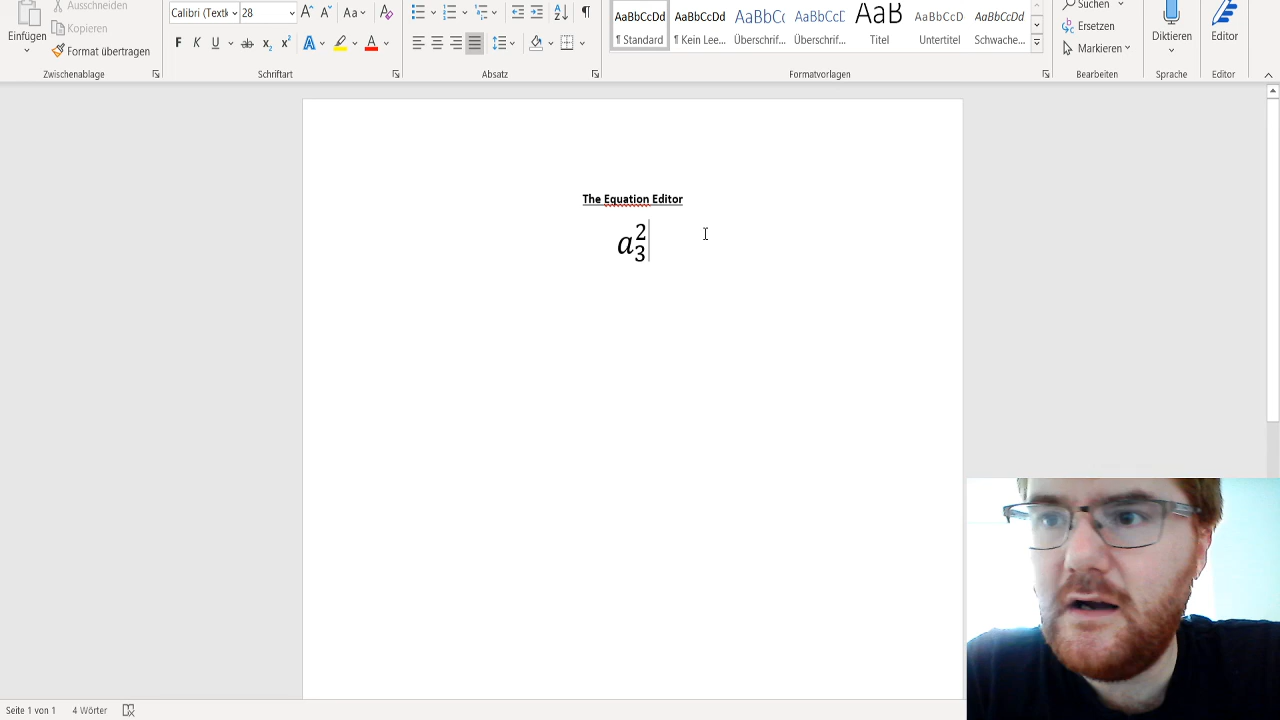 Ausschneiden
Kopieren
Format übertragen
Einfügen
Zwischenablage
Calibri (Textk 28 Aa
F K U ab x₂ x² A A
Schriftart
Absatz
AaBbCcDd AaBbCcDd AaBbCc AaBbCcD AaB AaBbCcD AaBbCcDd
¶ Standard ¶ Kein Lee... Überschrif... Überschrif... Titel Untertitel Schwache...
Formatvorlagen
Suchen
Ersetzen
Markieren
Bearbeiten
Diktieren
Sprache
Editor
Editor
The Equation Editor
a₃²
Seite 1 von 1 4 Wörter